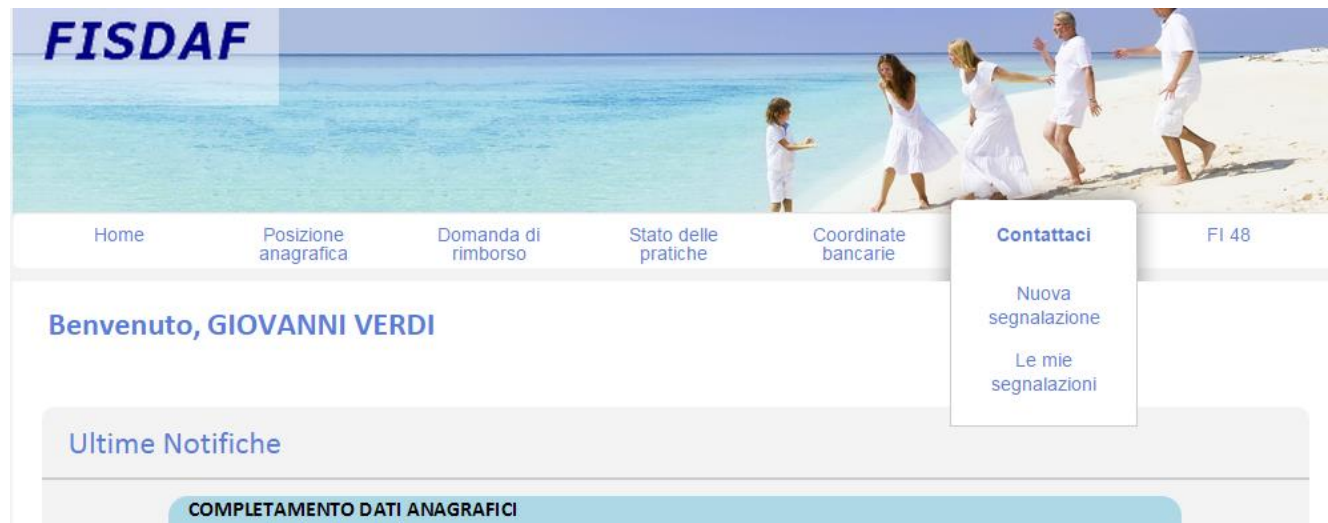 FISDAF
Home
Posizione
anagrafica
Domanda di
rimborso
Stato delle
pratiche
Coordinate
bancarie
Contattaci
FI 48
Nuova
segnalazione
Le mie
segnalazioni
Benvenuto, GIOVANNI VERDI
Ultime Notifiche
COMPLETAMENTO DATI ANAGRAFICI